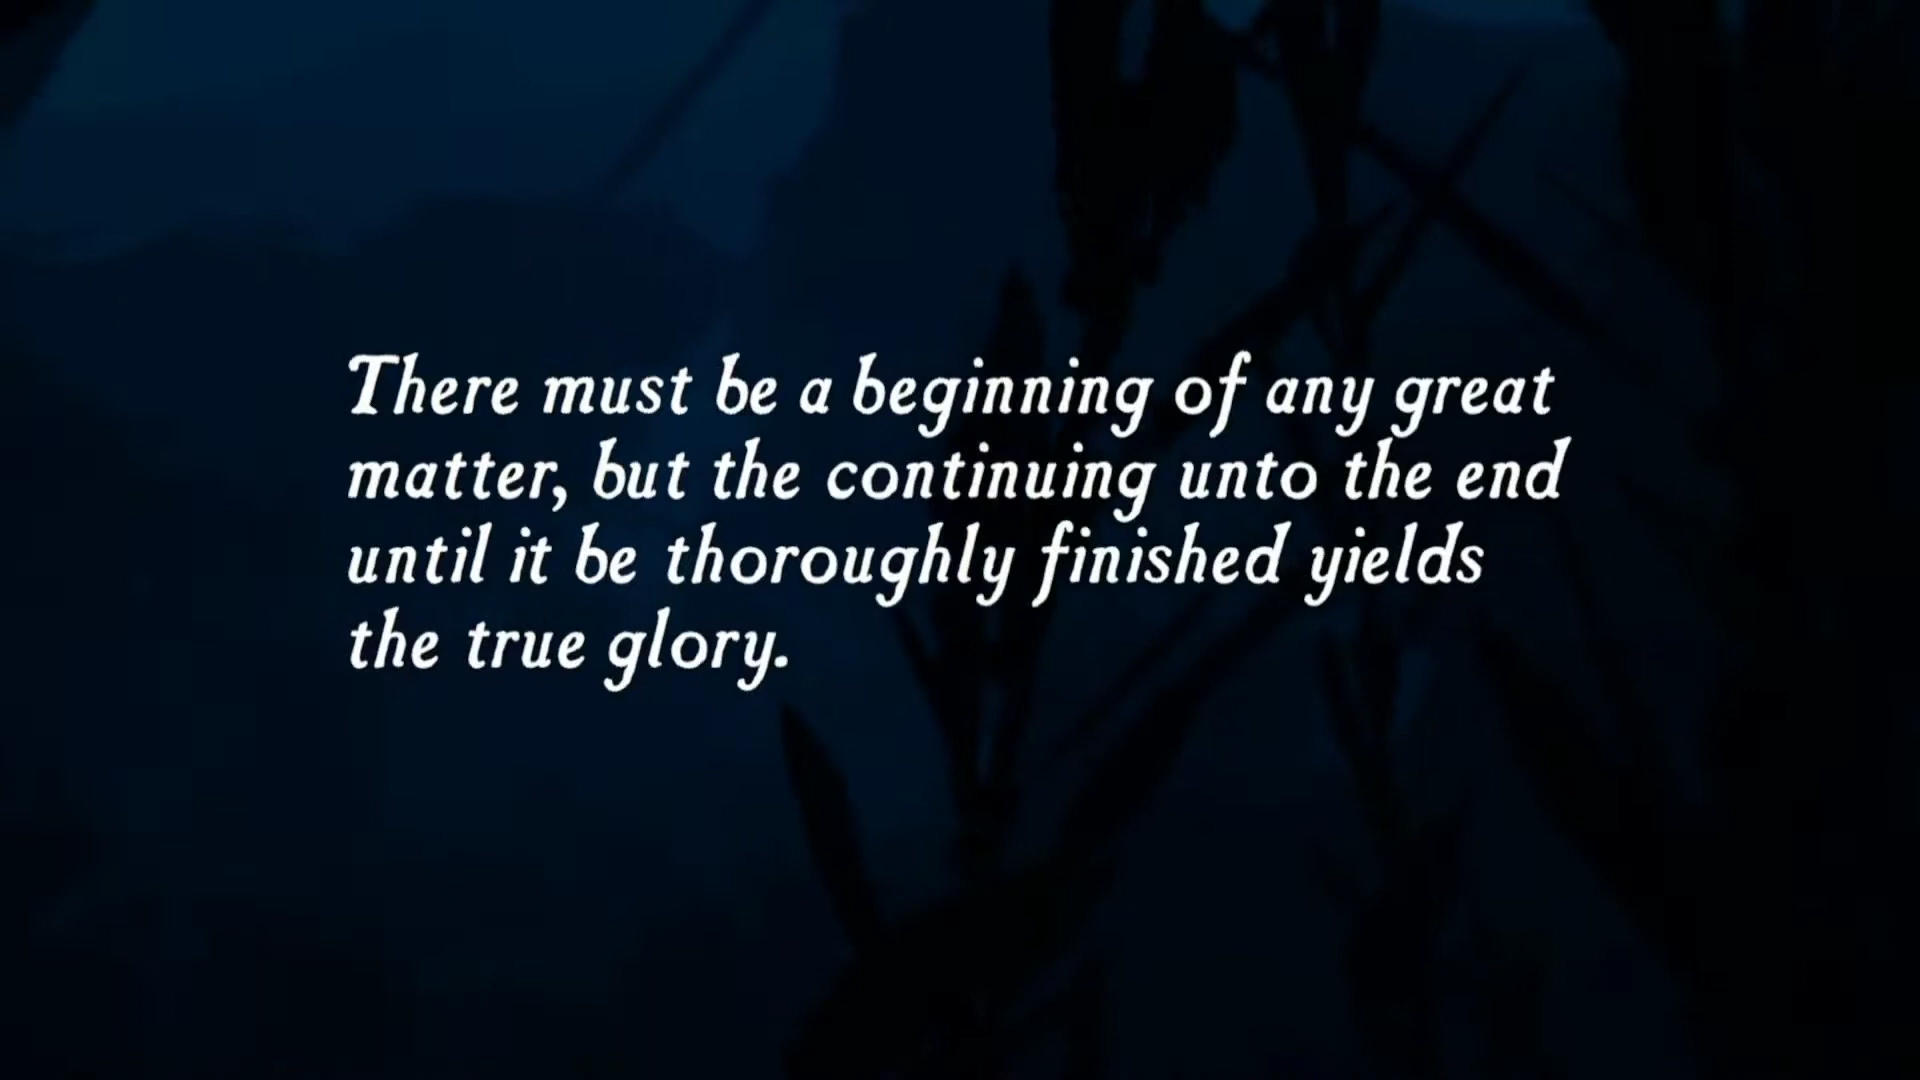 There must be a beginning of any great
matter, but the continuing unto the end
until it be thoroughly finished yields
the true glory.